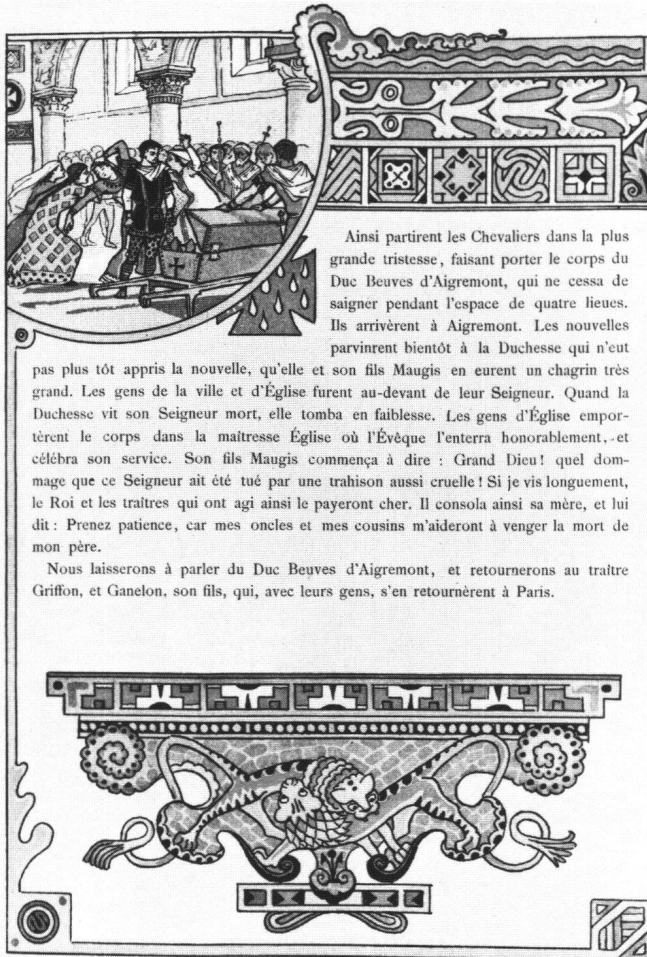 Ainsi partirent les Chevaliers dans la plus
grande tristesse, faisant porter le corps du
Duc Beuves d'Aigremont, qui ne cessa de
saigner pendant l'espace de quatre lieues.
Ils arrivèrent à Aigremont. Les nouvelles
parvinrent bientôt à la Duchesse qui n'eut
pas plus tôt appris la nouvelle, qu'elle et son fils Maugis en eurent un chagrin très
grand. Les gens de la ville et d'Église furent au-devant de leur Seigneur. Quand la
Duchesse vit son Seigneur mort, elle tomba en faiblesse. Les gens d'Église empor-
tèrent le corps dans la maîtresse Église où l'Évêque l'enterra honorablement, et
célébra son service. Son fils Maugis commença à dire : Grand Dieu! quel dom-
mage que ce Seigneur ait été tué par une trahison aussi cruelle! Si je vis longuement,
le Roi et les traîtres qui ont agi ainsi le payeront cher. Il consola ainsi sa mère, et lui
dit : Prenez patience, car mes oncles et mes cousins m'aideront à venger la mort de
mon père.
Nous laisserons à parler du Duc Beuves d'Aigremont, et retournerons au traître
Griffon, et Ganelon, son fils, qui, avec leurs gens, s'en retournèrent à Paris.